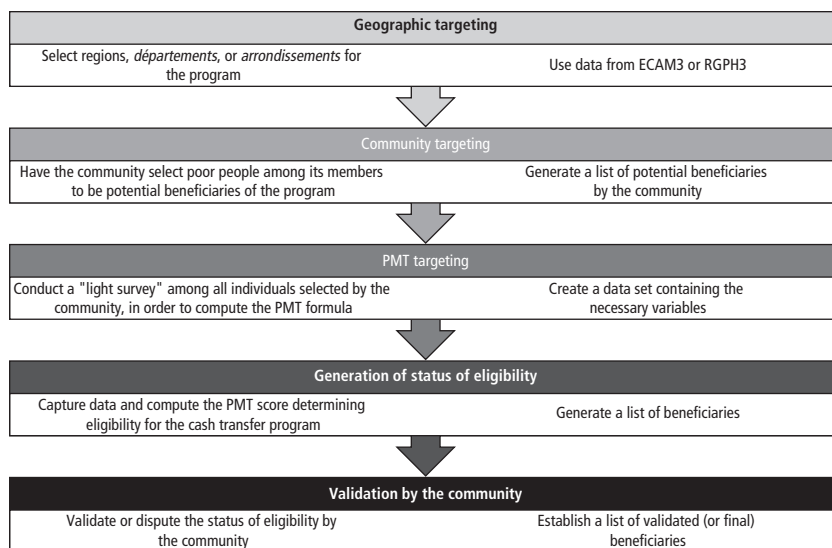 Geographic targeting
Select regions, départements, or arrondissements for
the program
Use data from ECAM3 or RGPH3
Community targeting
Have the community select poor people among its members
to be potential beneficiaries of the program
Generate a list of potential beneficiaries
by the community
PMT targeting
Conduct a "light survey" among all individuals selected by the
community, in order to compute the PMT formula
Create a data set containing the
necessary variables
Generation of status of eligibility
Capture data and compute the PMT score determining
eligibility for the cash transfer program
Generate a list of beneficiaries
Validation by the community
Validate or dispute the status of eligibility by
the community
Establish a list of validated (or final)
beneficiaries